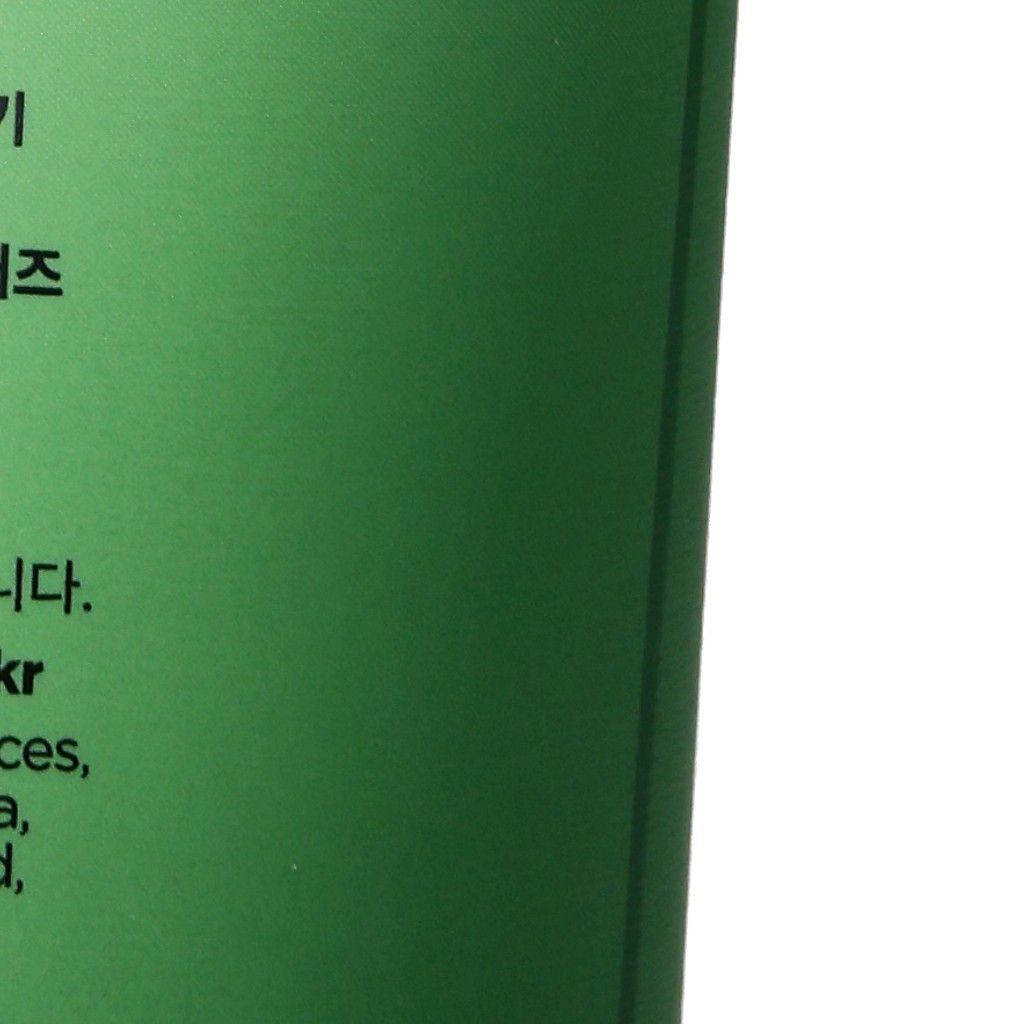 기
즈
니다.
kr
ces,
a,
d,